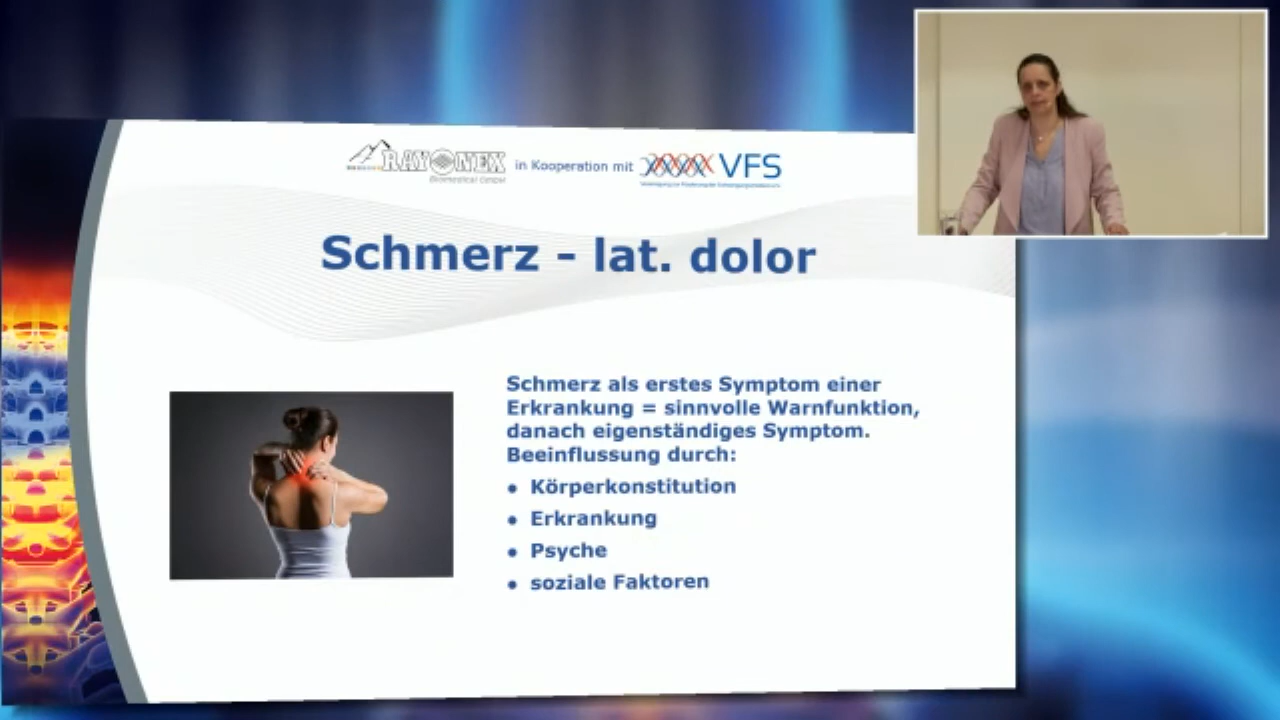 RAYONEX
Biomedical GmbH
in Kooperation mit
VFS
Schmerz - lat. dolor
Schmerz als erstes Symptom einer
Erkrankung = sinnvolle Warnfunktion,
danach eigenständiges Symptom.
Beeinflussung durch:
• Körperkonstitution
• Erkrankung
• Psyche
• soziale Faktoren